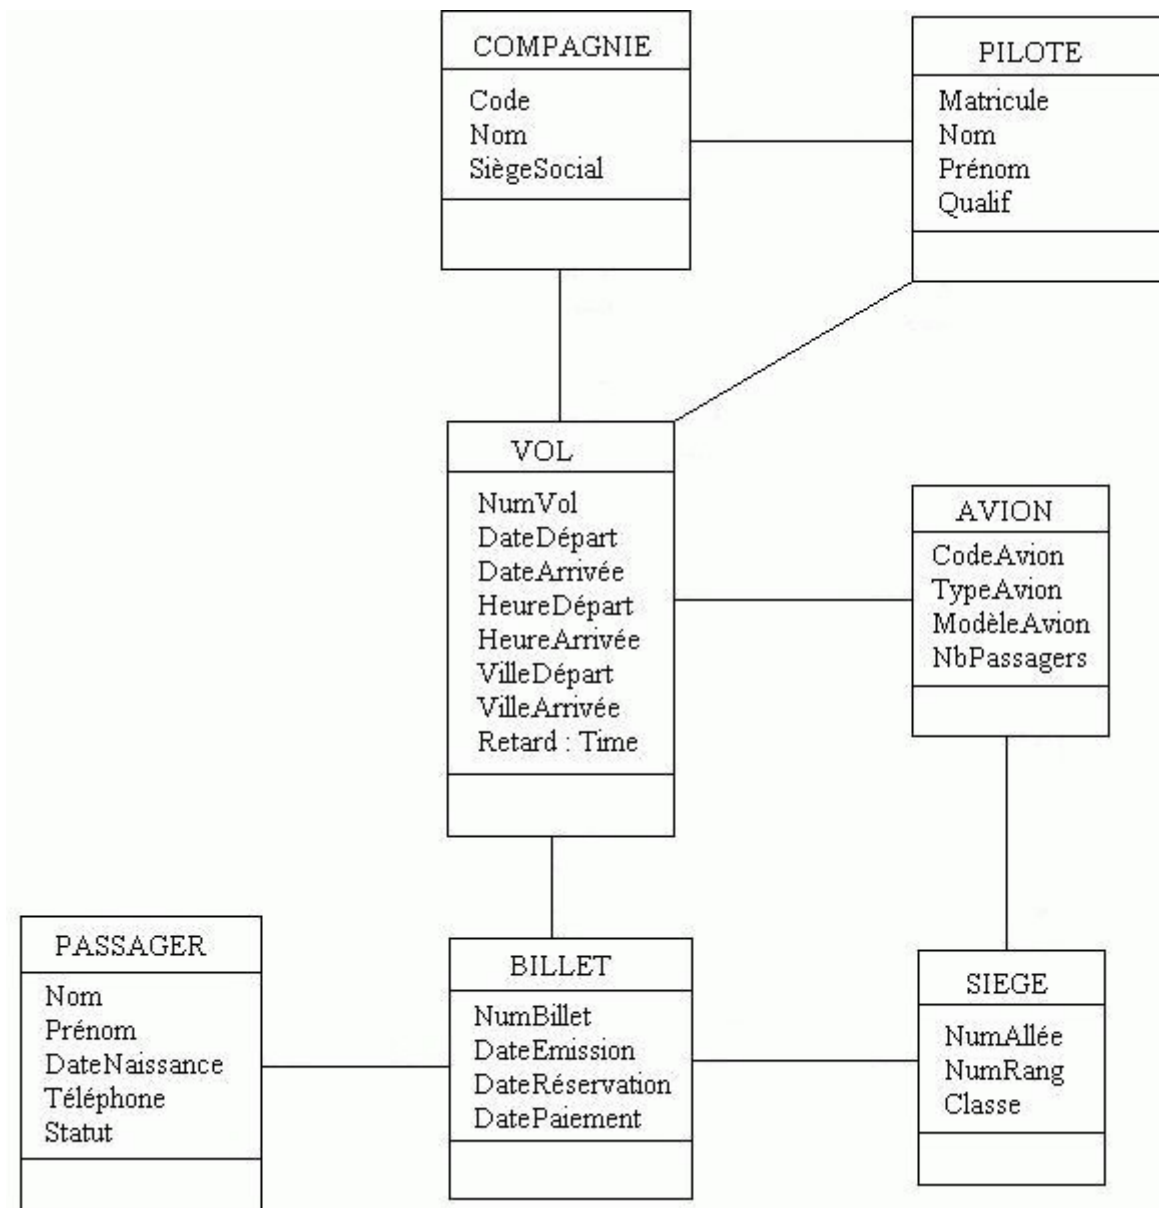 COMPAGNIE
Code
Nom
SiègeSocial
PILOTE
Matricule
Nom
Prénom
Qualif
VOL
NumVol
DateDépart
DateArrivée
HeureDépart
HeureArrivée
VilleDépart
VilleArrivée
Retard : Time
AVION
CodeAvion
TypeAvion
ModèleAvion
NbPassagers
PASSAGER
Nom
Prénom
DateNaissance
Téléphone
Statut
BILLET
NumBillet
DateEmission
DateRéservation
DatePaiement
SIEGE
NumAllée
NumRang
Classe